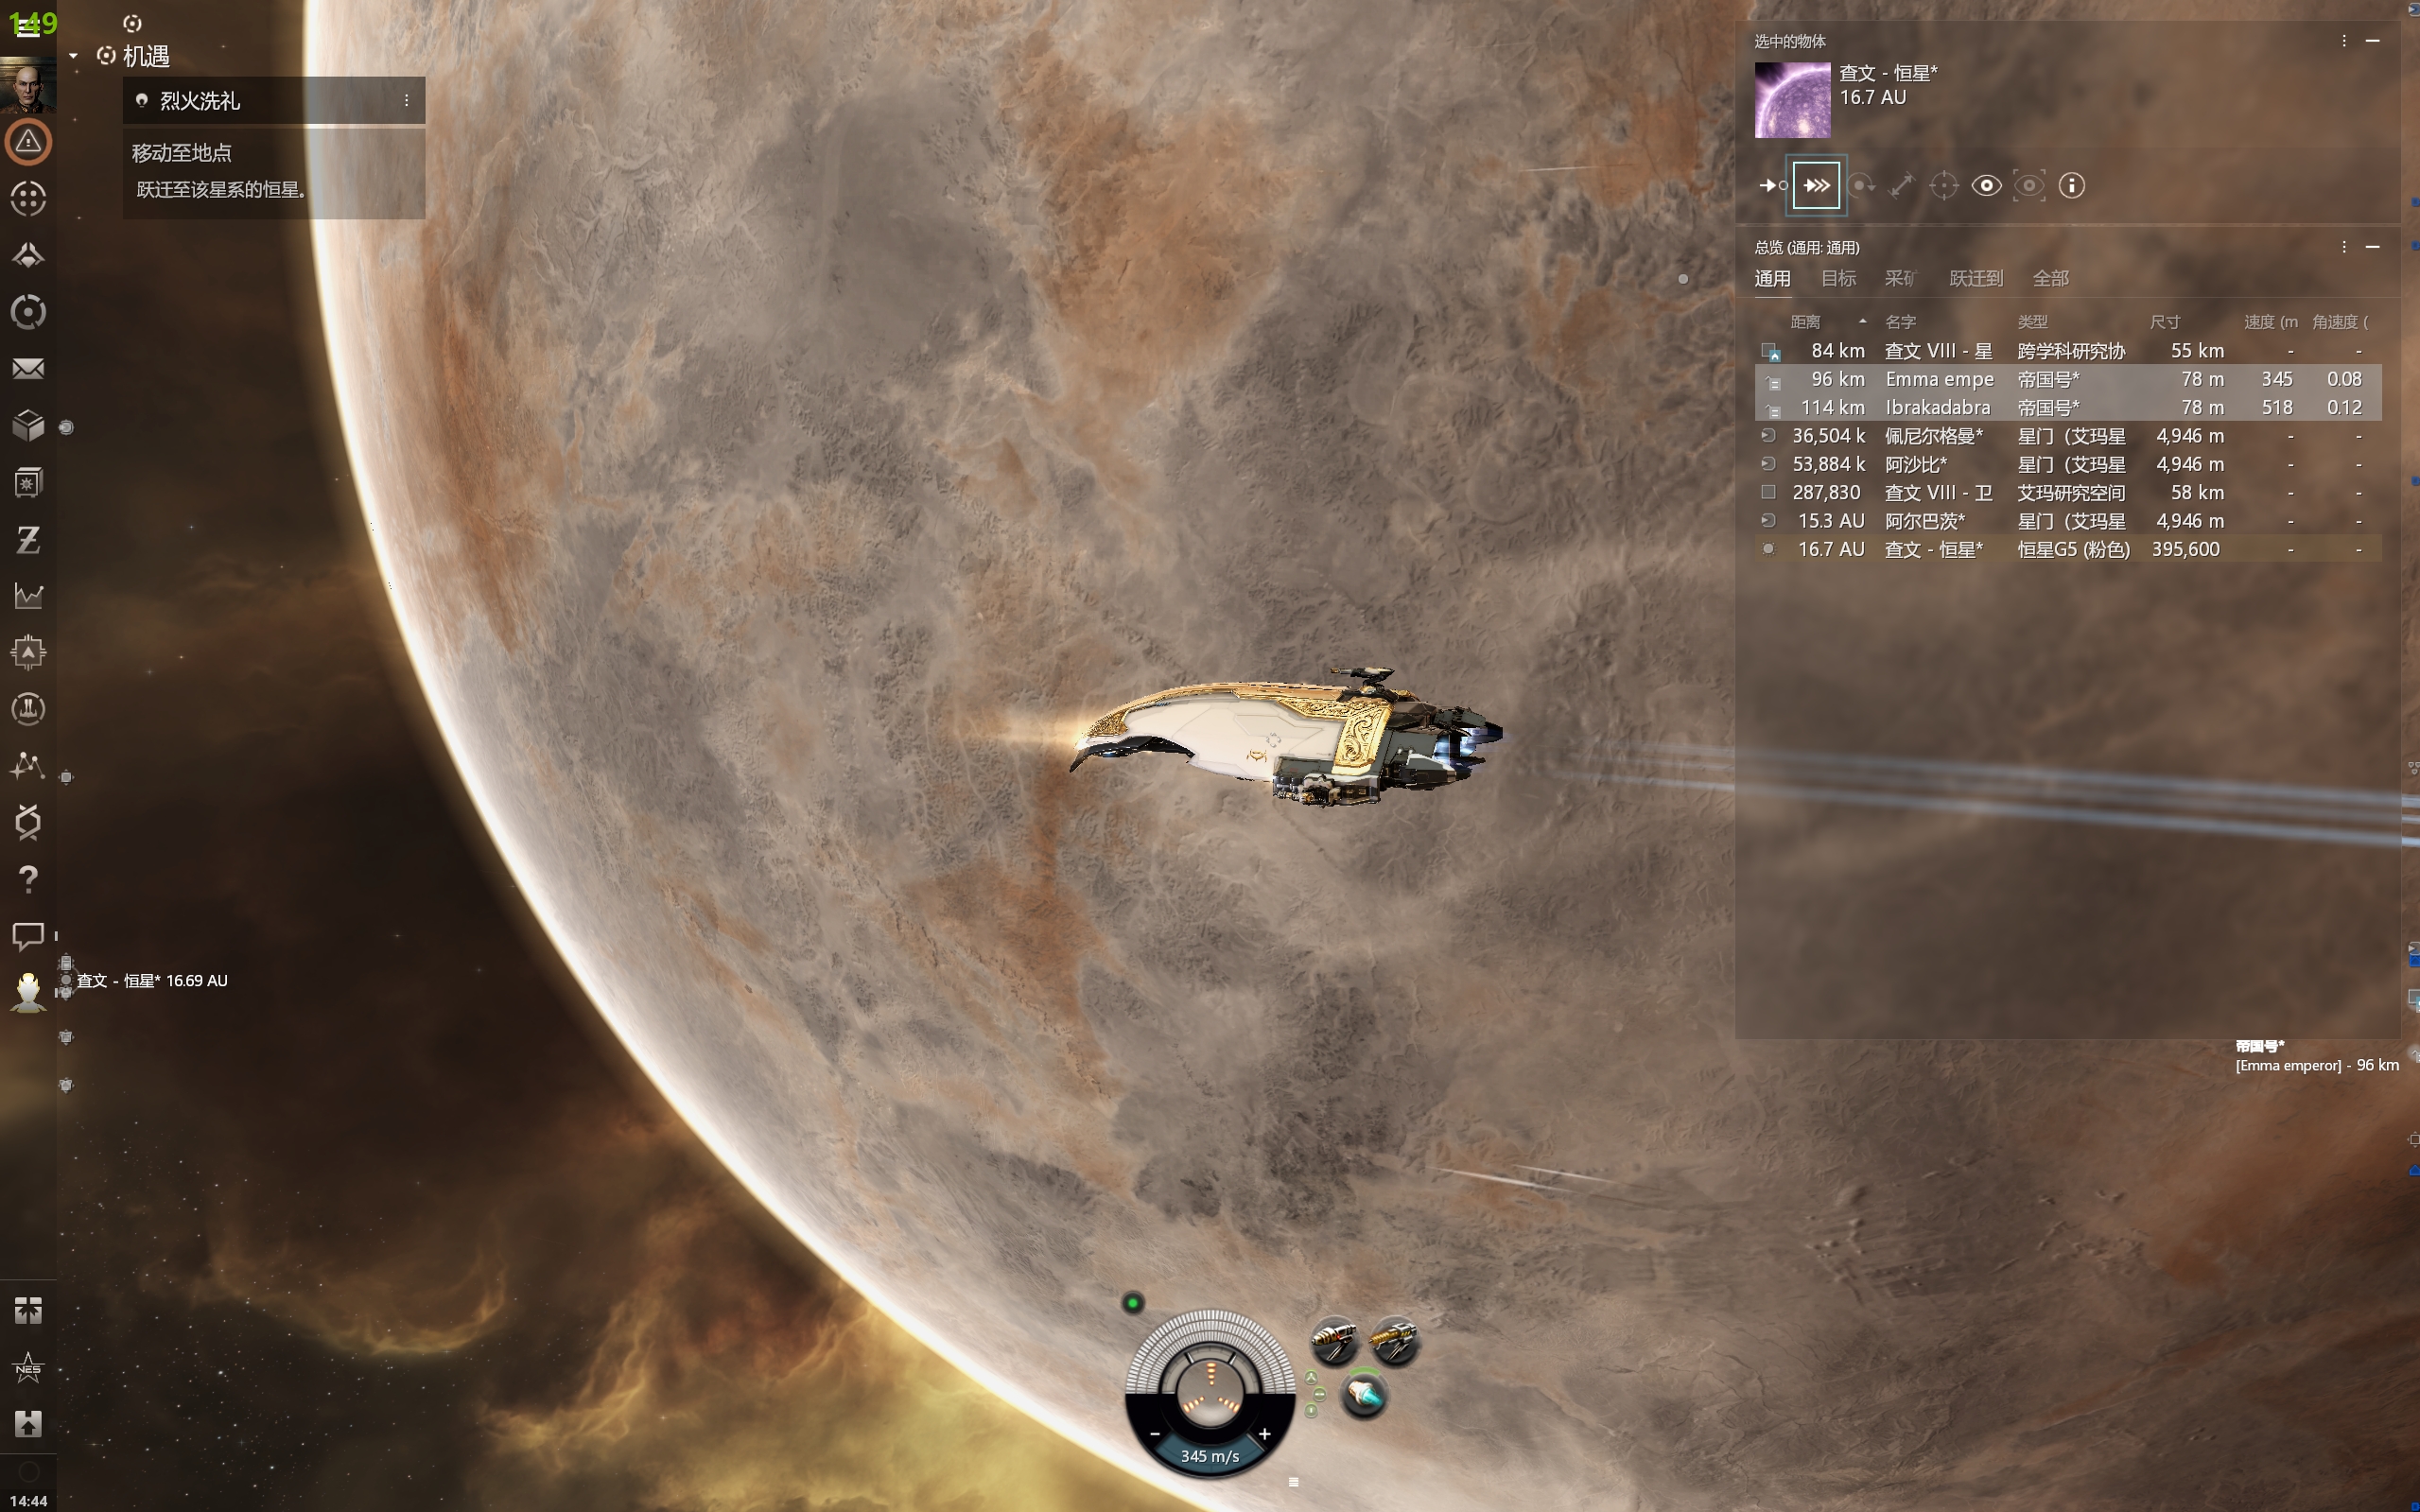 149
机遇
烈火洗礼
移动至地点
跃迁至该星系的恒星。
选中的物体
查文 - 恒星*
16.7 AU
总览 (通用: 通用)
通用 目标 采矿 跃迁到 全部
距离 名字 类型 尺寸 速度 (m 角速度 (
84 km 查文 VIII - 星 跨学科研究协 55 km - -
96 km Emma empe 帝国号* 78 m 345 0.08
114 km Ibrakadabra 帝国号* 78 m 518 0.12
36,504 k 佩尼尔格曼* 星门（艾玛星 4,946 m - -
53,884 k 阿沙比* 星门（艾玛星 4,946 m - -
287,830 查文 VIII - 卫 艾玛研究空间 58 km - -
15.3 AU 阿尔巴茨* 星门（艾玛星 4,946 m - -
16.7 AU 查文 - 恒星* 恒星G5 (粉色) 395,600 - -
查文 - 恒星* 16.69 AU
帝国号*
[Emma emperor] - 96 km
NES
- +
345 m/s
14:44